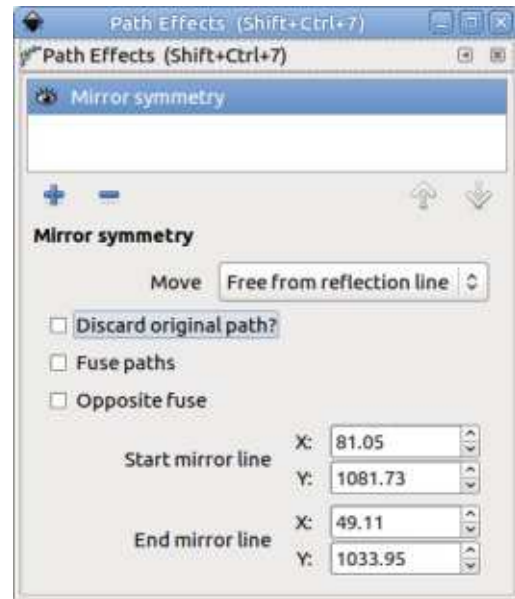 Path Effects (Shift+Ctrl+7)
Path Effects (Shift+Ctrl+7)
Mirror symmetry
Mirror symmetry
Move Free from reflection line
Discard original path?
Fuse paths
Opposite fuse
Start mirror line
X: 81.05
Y: 1081.73
End mirror line
X: 49.11
Y: 1033.95